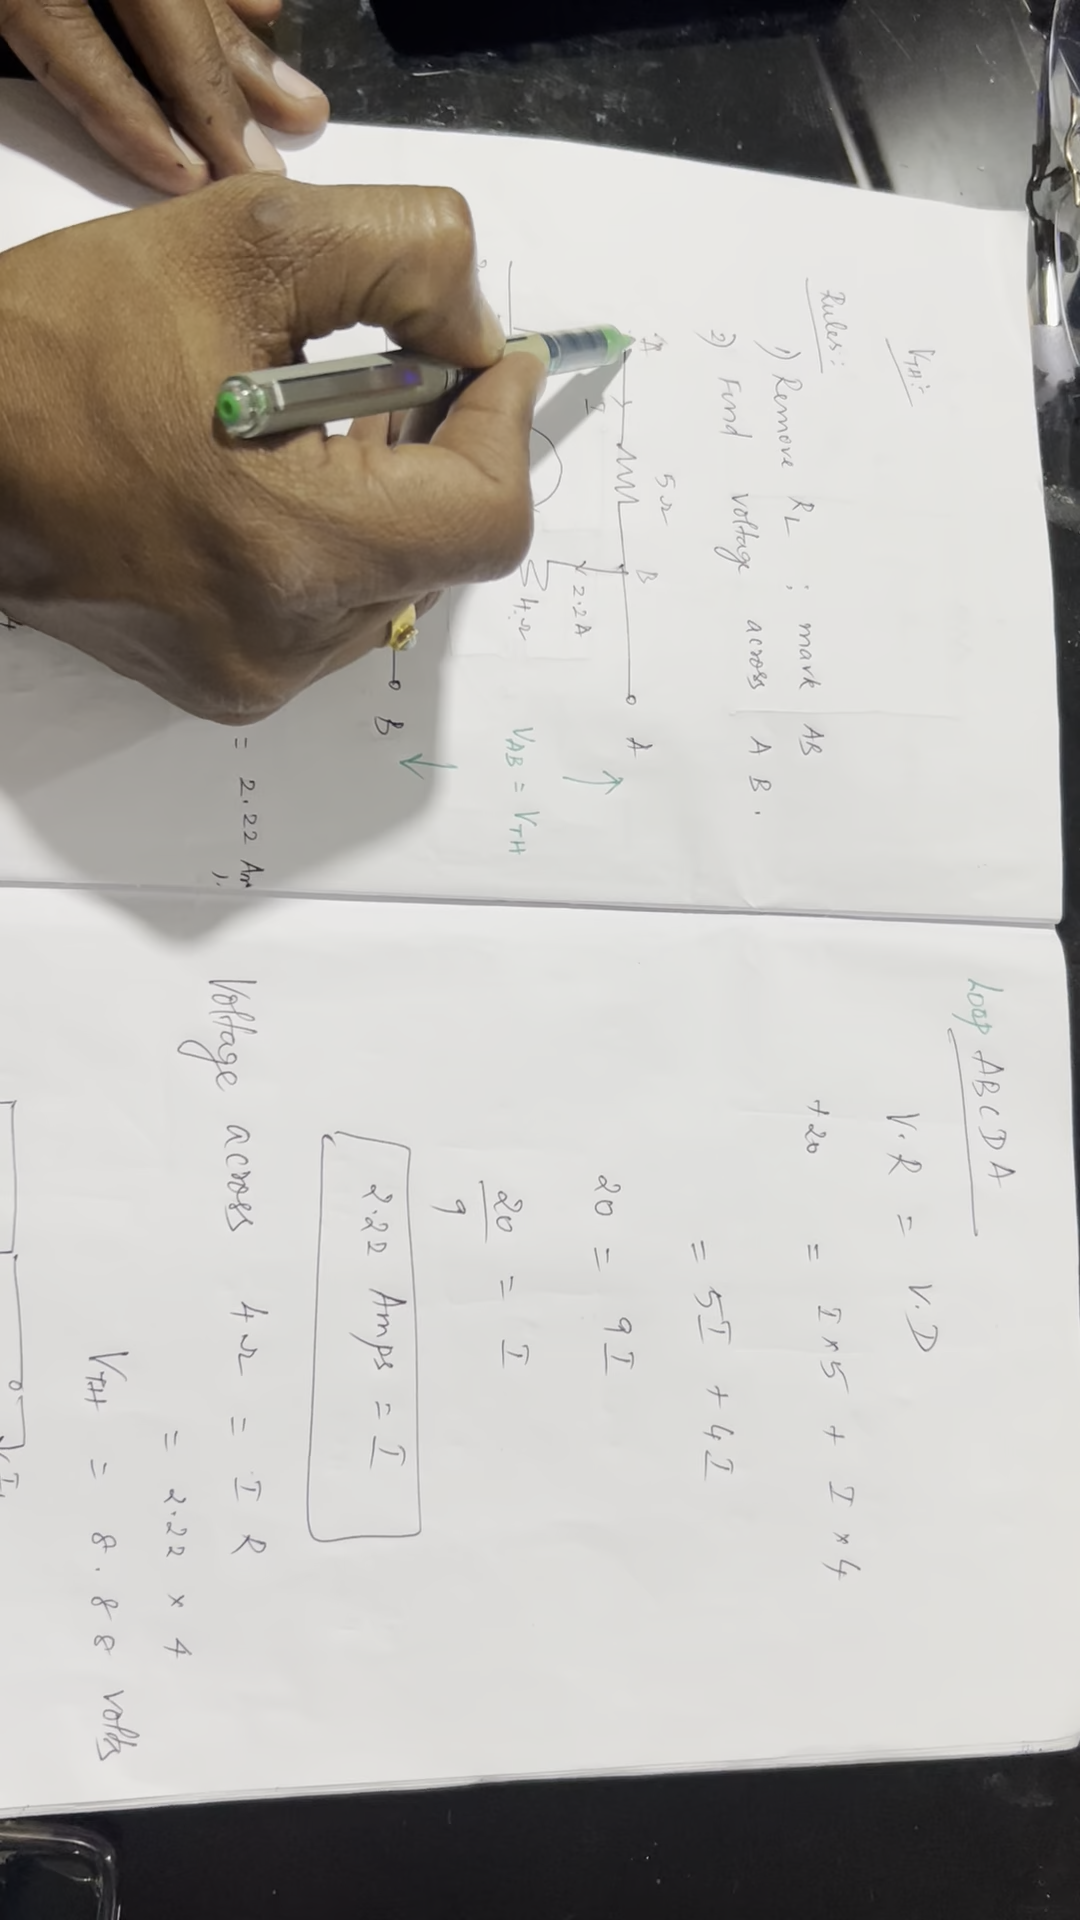 VTH:-
Rules:
1) Remove RL ; mark AB
2) Find voltage across A B.
A
5Ω
B
I
A
2.2A
4Ω
VAB = VTH
B
= 2.22 Am
Loop ABCDA
V.R = V.D
+20 = I×5 + I×4
= 5I + 4I
20 = 9I
20/9 = I
2.22 Amps = I
Voltage across 4Ω = I R
= 2.22 × 4
VTH = 8.88 volts